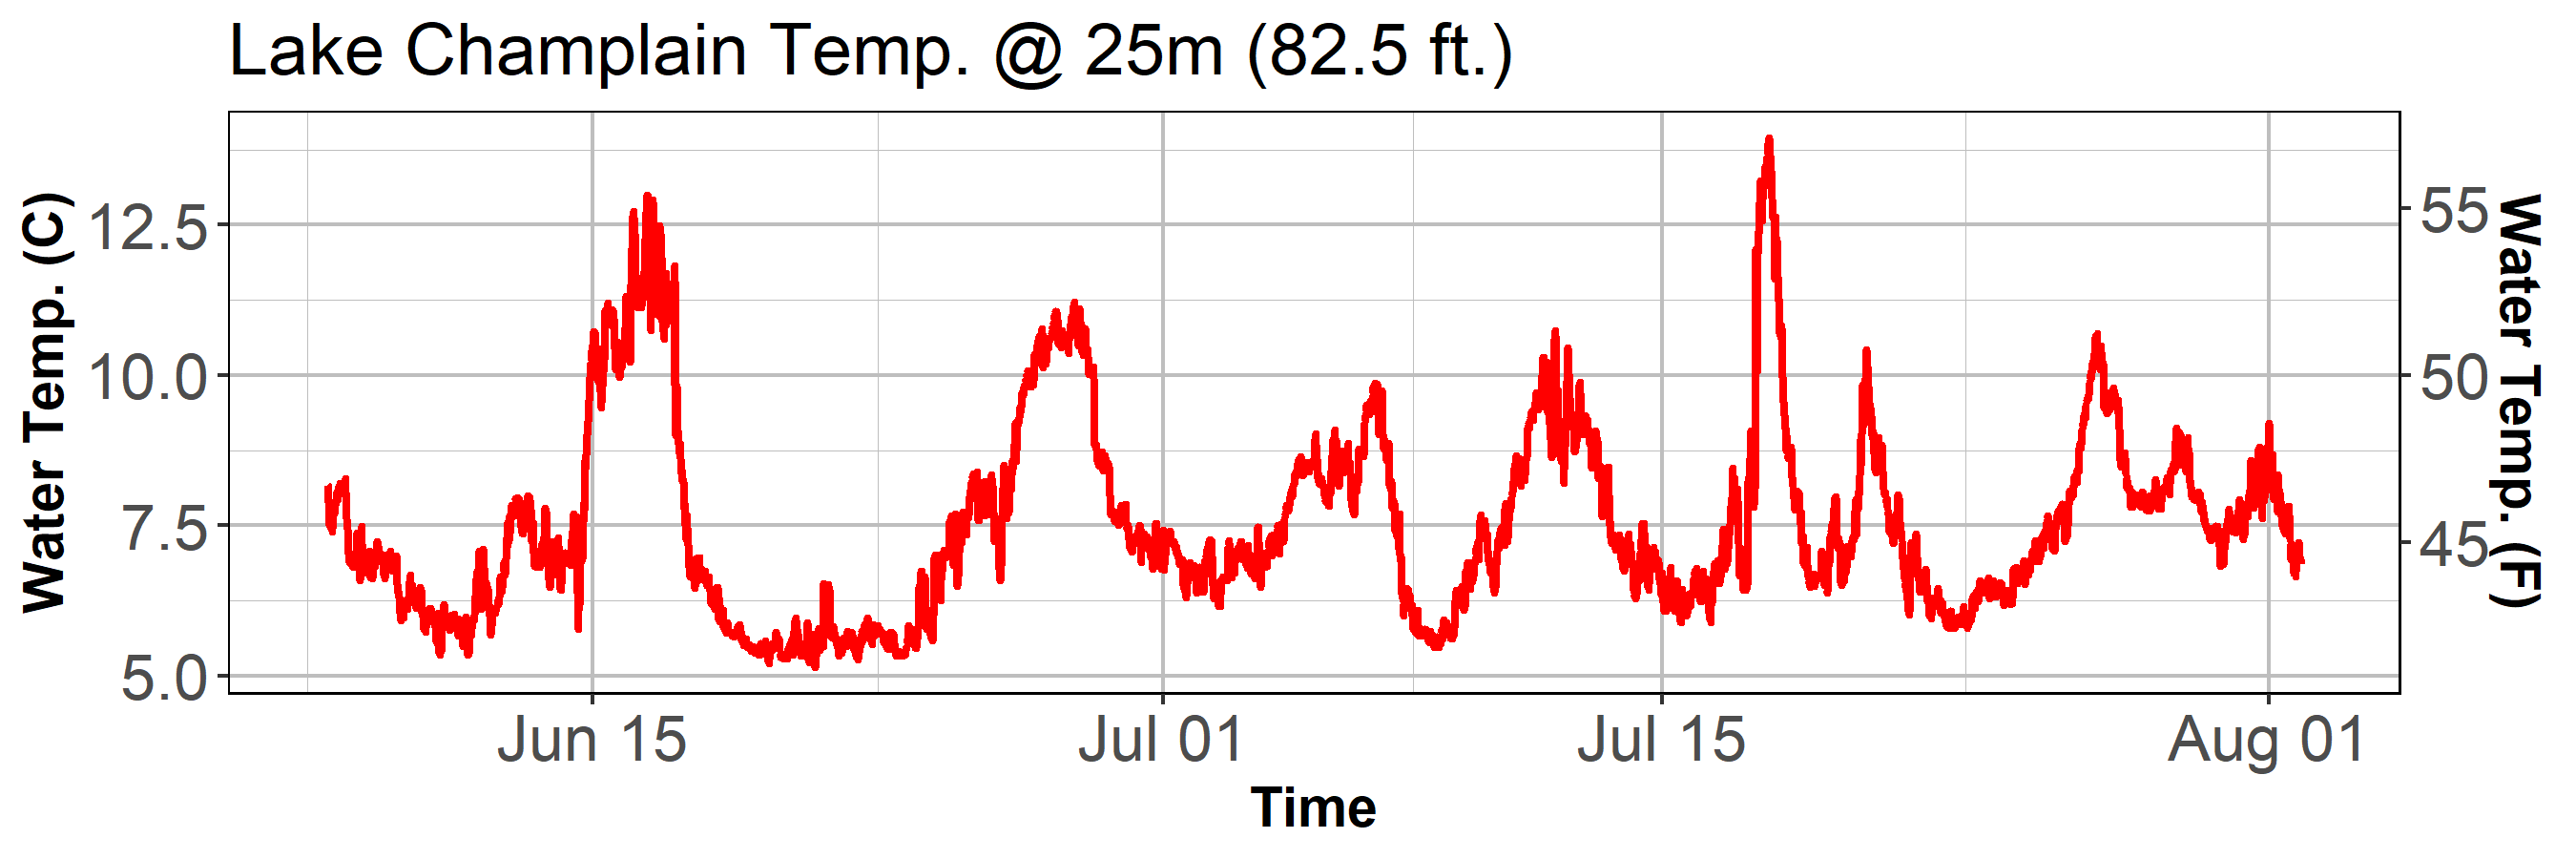 Lake Champlain Temp. @ 25m (82.5 ft.)
Water Temp. (C)
12.5
10.0
7.5
5.0
55
50
45
Water Temp. (F)
Jun 15
Jul 01
Jul 15
Aug 01
Time